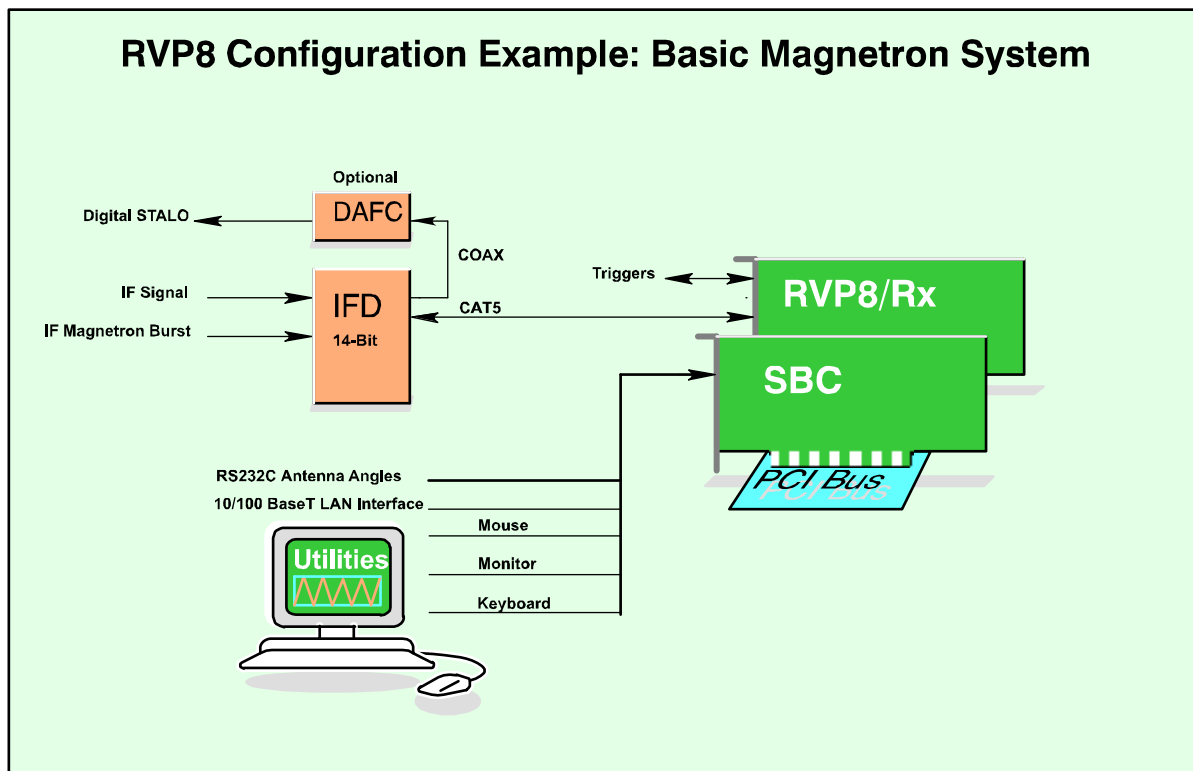 RVP8 Configuration Example: Basic Magnetron System
Optional
DAFC
Digital STALO
COAX
Triggers
RVP8/Rx
IF Signal
IFD
CAT5
IF Magnetron Burst
14-Bit
SBC
RS232C Antenna Angles
PCI Bus
PCI Bus
10/100 BaseT LAN Interface
Mouse
Utilities
Monitor
Keyboard